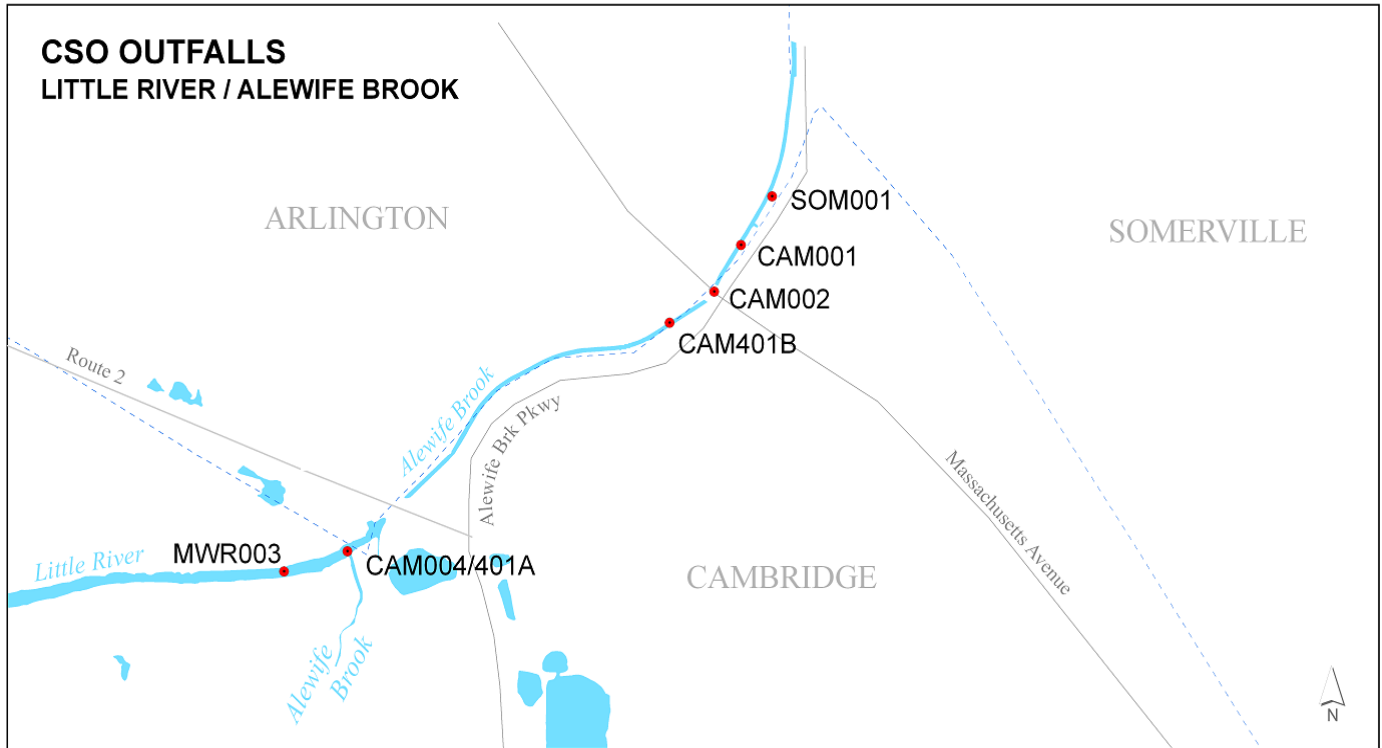 CSO OUTFALLS
LITTLE RIVER / ALEWIFE BROOK
SOM001
ARLINGTON
SOMERVILLE
CAM001
CAM002
CAM401B
Route 2
Alewife Brook
Alewife Brk Pkwy
Massachusetts Avenue
MWR003
Little River
CAM004/401A
CAMBRIDGE
Alewife
Brook
N